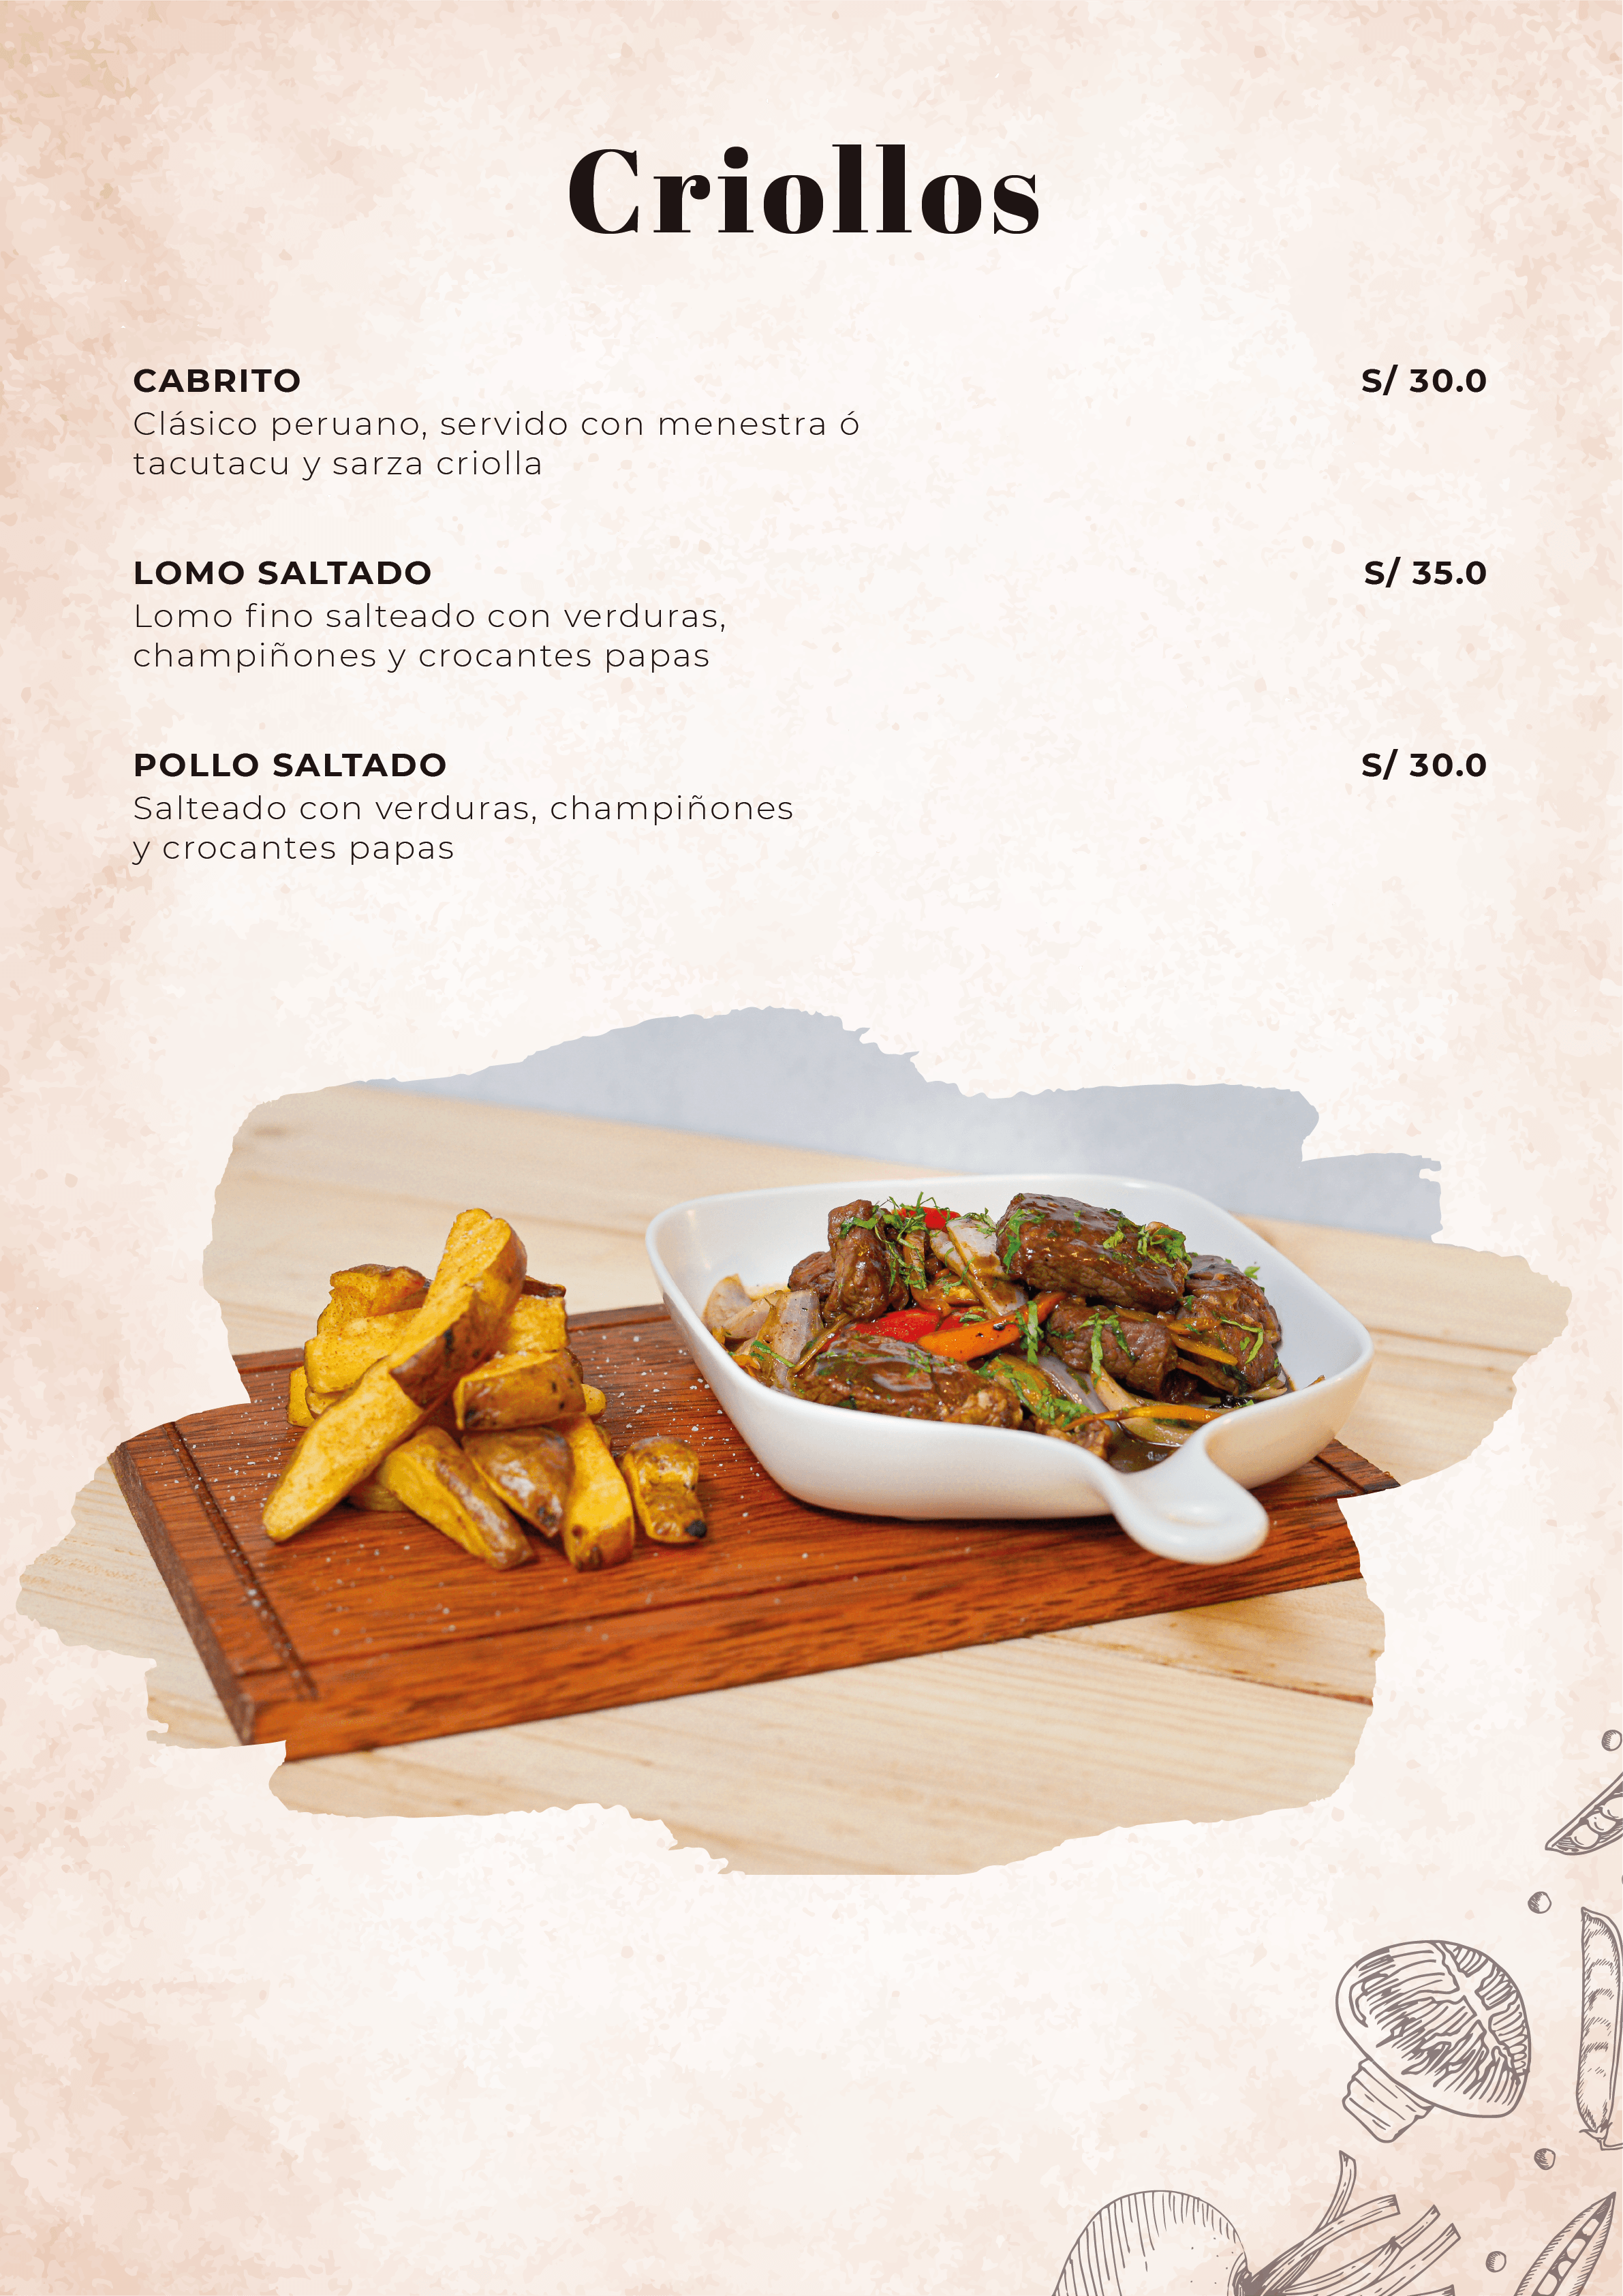 Criollos
CABRITO S/ 30.0
Clásico peruano, servido con menestra ó
tacutacu y sarza criolla
LOMO SALTADO S/ 35.0
Lomo fino salteado con verduras,
champiñones y crocantes papas
POLLO SALTADO S/ 30.0
Salteado con verduras, champiñones
y crocantes papas